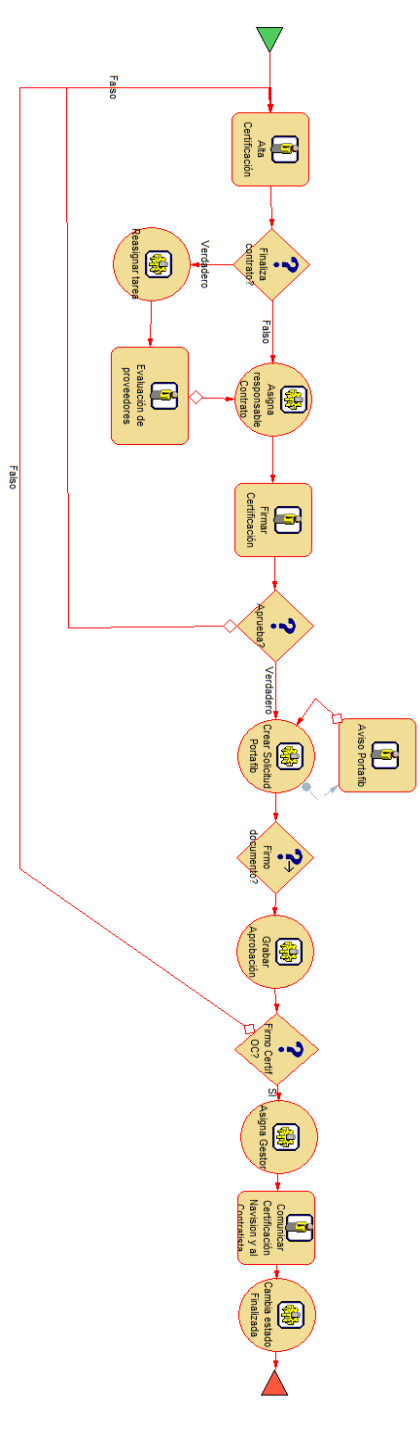 Falso
Alta
Certificación
Finaliza
contrato?
Verdadero
Falso
Reasignar tarea
Evaluación de
proveedores
Asigna
responsable
Contrato
Firmar
Certificación
Aprueba?
Verdadero
Aviso Portafib
Crear Solicitud
Portafib
Firmo
documento?
Grabar
Aprobación
Falso
Firmo Certif
OC?
SI
Asigna Gestor
Comunicar
Certificación
Navision y al
Contratista
Cambia estado
Finalizada